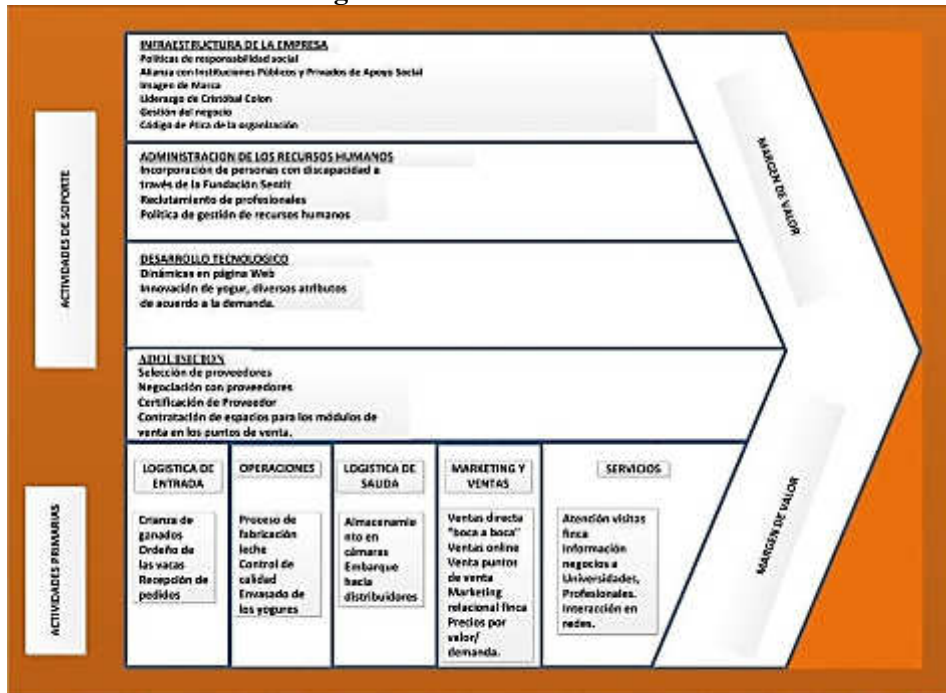 INFRAESTRUCTURA DE LA EMPRESA
Políticas de responsabilidad social
Alianza con Instituciones Públicos y Privados de Apoyo Social
Imagen de Marca
Liderazgo de Cristóbal Colon
Gestión del negocio
Código de ética de la organización
ACTIVIDADES DE SOPORTE
ADMINISTRACION DE LOS RECURSOS HUMANOS
Incorporación de personas con discapacidad a
través de la Fundación Sentit
Reclutamiento de profesionales
Política de gestión de recursos humanos
MARGEN DE VALOR
DESARROLLO TECNOLOGICO
Dinámicas en página Web
Innovación de yogur, diversos atributos
de acuerdo a la demanda.
ADQUISICION
Selección de proveedores
Negociación con proveedores
Certificación de Proveedor
Contratación de espacios para los módulos de
venta en los puntos de venta.
ACTIVIDADES PRIMARIAS
LOGISTICA DE
ENTRADA
Crianza de
ganados
Ordeño de
las vacas
Recepción de
pedidos
OPERACIONES
Proceso de
fabricación
leche
Control de
calidad
Envasado de
los yogures
LOGISTICA DE
SALIDA
Almacenamie
nto en
cámaras
Embarque
hacia
distribuidores
MARKETING Y
VENTAS
Ventas directa
"boca a boca"
Ventas online
Venta puntos
de venta
Marketing
relacional finca
Precios por
valor/
demanda.
SERVICIOS
Atención visitas
finca
Información
negocios a
Universidades,
Profesionales.
Interacción en
redes.
MARGEN DE VALOR